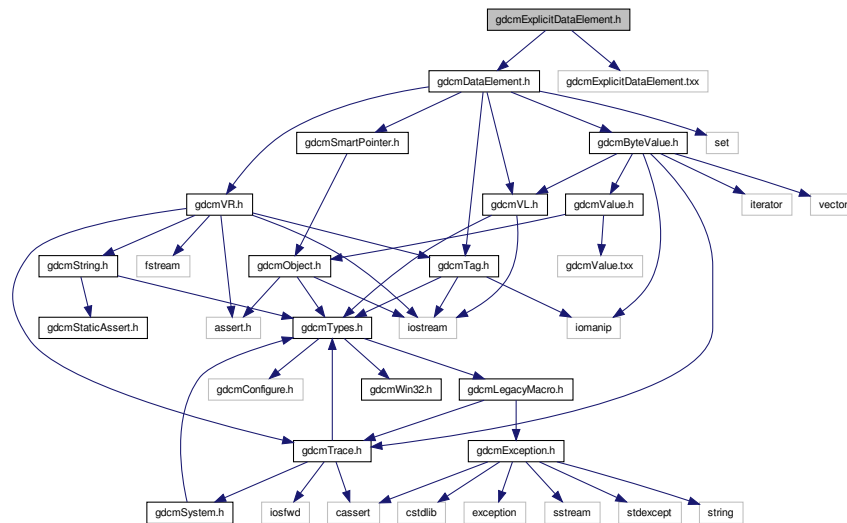 gdcmExplicitDataElement.h
gdcmDataElement.h
gdcmExplicitDataElement.txx
gdcmSmartPointer.h
gdcmByteValue.h
set
gdcmVR.h
gdcmVL.h
gdcmValue.h
iterator
vector
gdcmString.h
fstream
gdcmObject.h
gdcmTag.h
gdcmValue.txx
gdcmStaticAssert.h
assert.h
gdcmTypes.h
iostream
iomanip
gdcmConfigure.h
gdcmWin32.h
gdcmLegacyMacro.h
gdcmTrace.h
gdcmException.h
gdcmSystem.h
iosfwd
cassert
cstdlib
exception
sstream
stdexcept
string